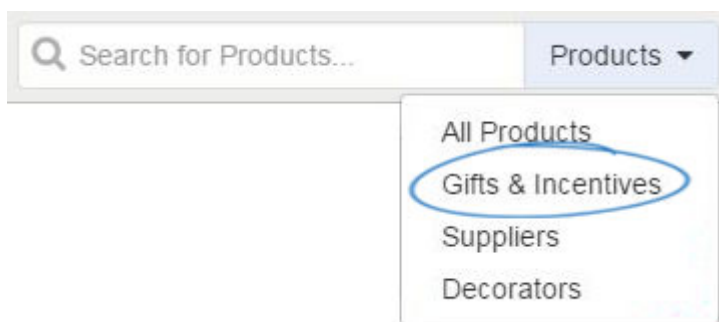 Search for Products... Products
All Products
Gifts & Incentives
Suppliers
Decorators